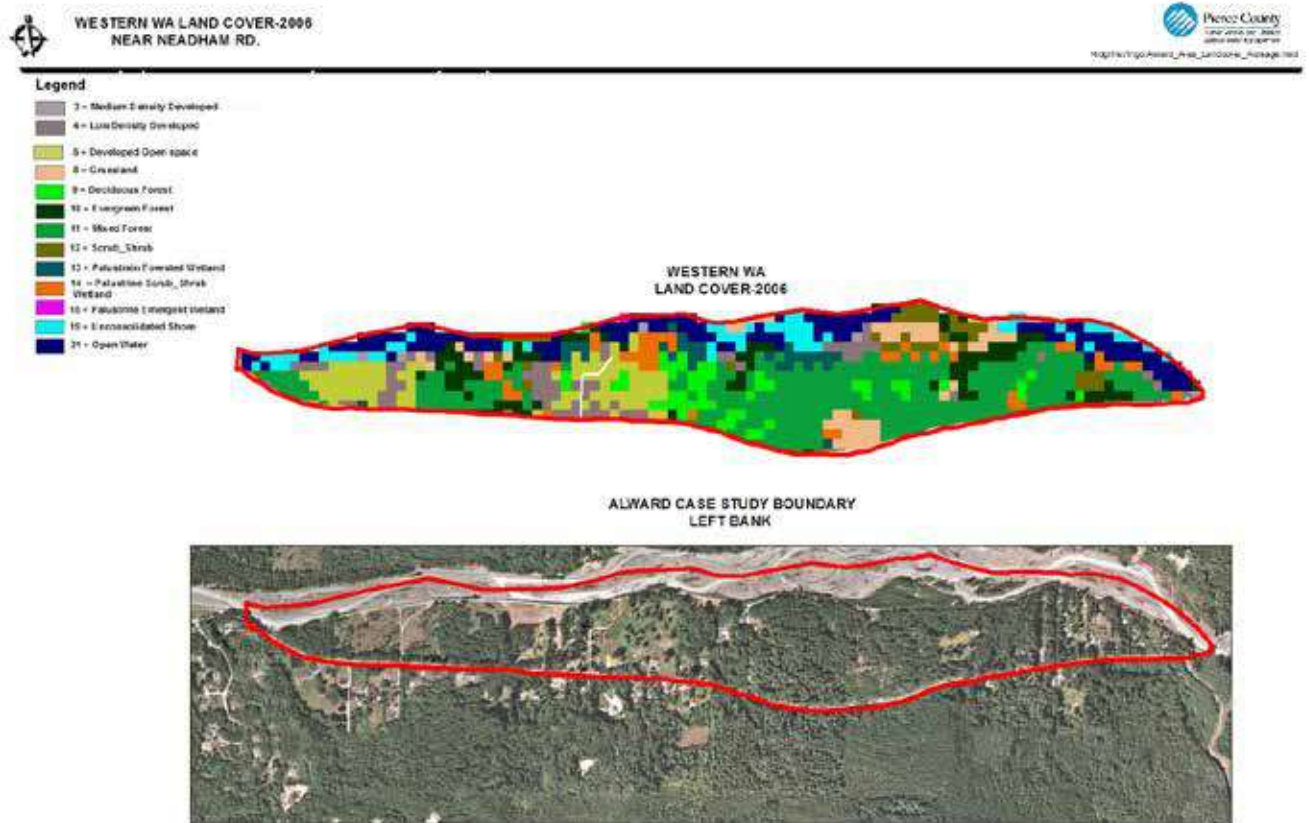 WESTERN WA LAND COVER-2006
NEAR NEADHAM RD.
Pierce County
Legend
3 - Medium Density Developed
4 - Low Density Developed
5 - Developed Open space
8 - Grassland
9 - Deciduous Forest
10 - Evergreen Forest
11 - Mixed Forest
12 - Scrub_Shrub
13 - Palustrain Forested Wetland
14 - Palustrine Scrub_Shrub
Wetland
15 - Palustrine Emergent Wetland
19 - Unconsolidated Shore
21 - Open Water
WESTERN WA
LAND COVER-2006
ALWARD CASE STUDY BOUNDARY
LEFT BANK